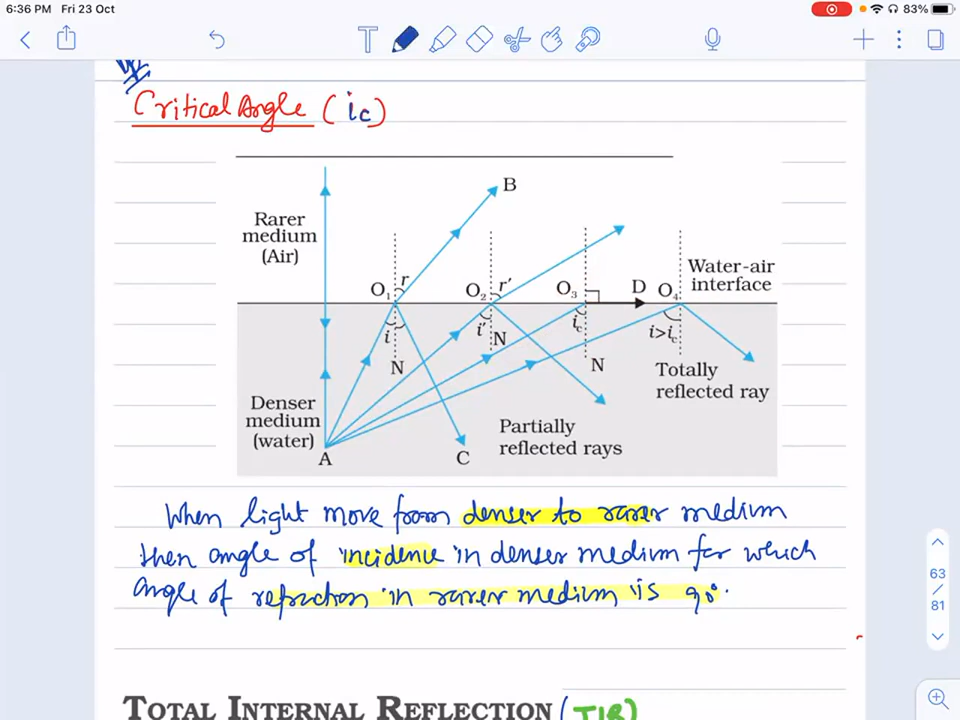 6:36 PM Fri 23 Oct
83%
Critical Angle (ic)
B
Rarer
medium
(Air)
O1 r
O2 r'
O3
D O4
Water-air
interface
i
N
i' N
ic
N
i>ic
Totally
reflected ray
Denser
medium
(water)
A
C
Partially
reflected rays
When light move from denser to rarer medium
then angle of incidence in denser medium for which
angle of refraction in rarer medium is 90°.
63
/
81
TOTAL INTERNAL REFLECTION (TIR)